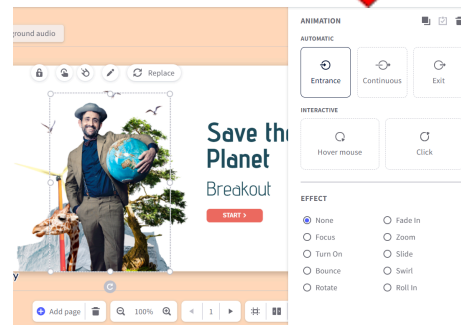 ground audio
Replace
Save the
Planet
Breakout
START >
y
Add page
100%
1
ANIMATION
AUTOMATIC
Entrance Continuous Exit
INTERACTIVE
Hover mouse Click
EFFECT
None Fade In
Focus Zoom
Turn On Slide
Bounce Swirl
Rotate Roll In